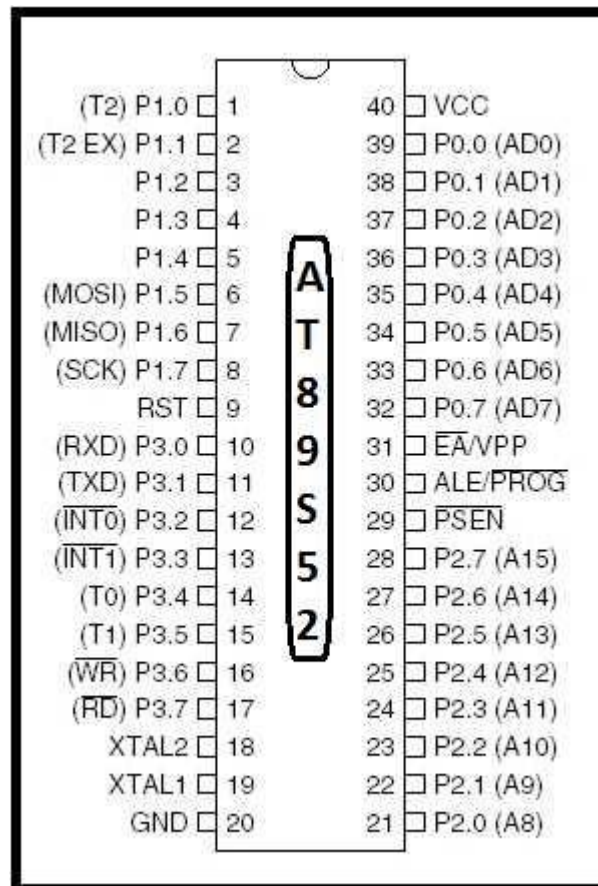 (T2) P1.0 1 40 VCC
(T2 EX) P1.1 2 39 P0.0 (AD0)
P1.2 3 38 P0.1 (AD1)
P1.3 4 37 P0.2 (AD2)
P1.4 5 36 P0.3 (AD3)
(MOSI) P1.5 6 35 P0.4 (AD4)
(MISO) P1.6 7 34 P0.5 (AD5)
(SCK) P1.7 8 33 P0.6 (AD6)
RST 9 32 P0.7 (AD7)
(RXD) P3.0 10 31 E̅A̅/VPP
(TXD) P3.1 11 30 ALE/P̅R̅O̅G̅
(I̅N̅T̅0̅) P3.2 12 29 P̅S̅E̅N̅
(I̅N̅T̅1̅) P3.3 13 28 P2.7 (A15)
(T0) P3.4 14 27 P2.6 (A14)
(T1) P3.5 15 26 P2.5 (A13)
(W̅R̅) P3.6 16 25 P2.4 (A12)
(R̅D̅) P3.7 17 24 P2.3 (A11)
XTAL2 18 23 P2.2 (A10)
XTAL1 19 22 P2.1 (A9)
GND 20 21 P2.0 (A8)
AT89S52